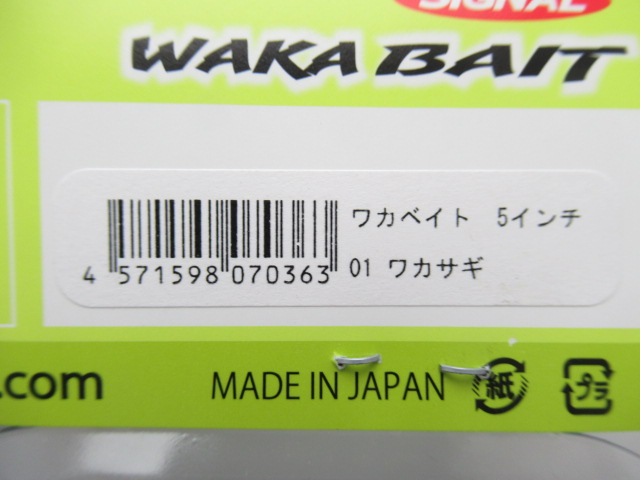 SIGNAL
WAKA BAIT
ワカベイト 5インチ
4 571598 070363
01 ワカサギ
.com
MADE IN JAPAN
紙
プラ